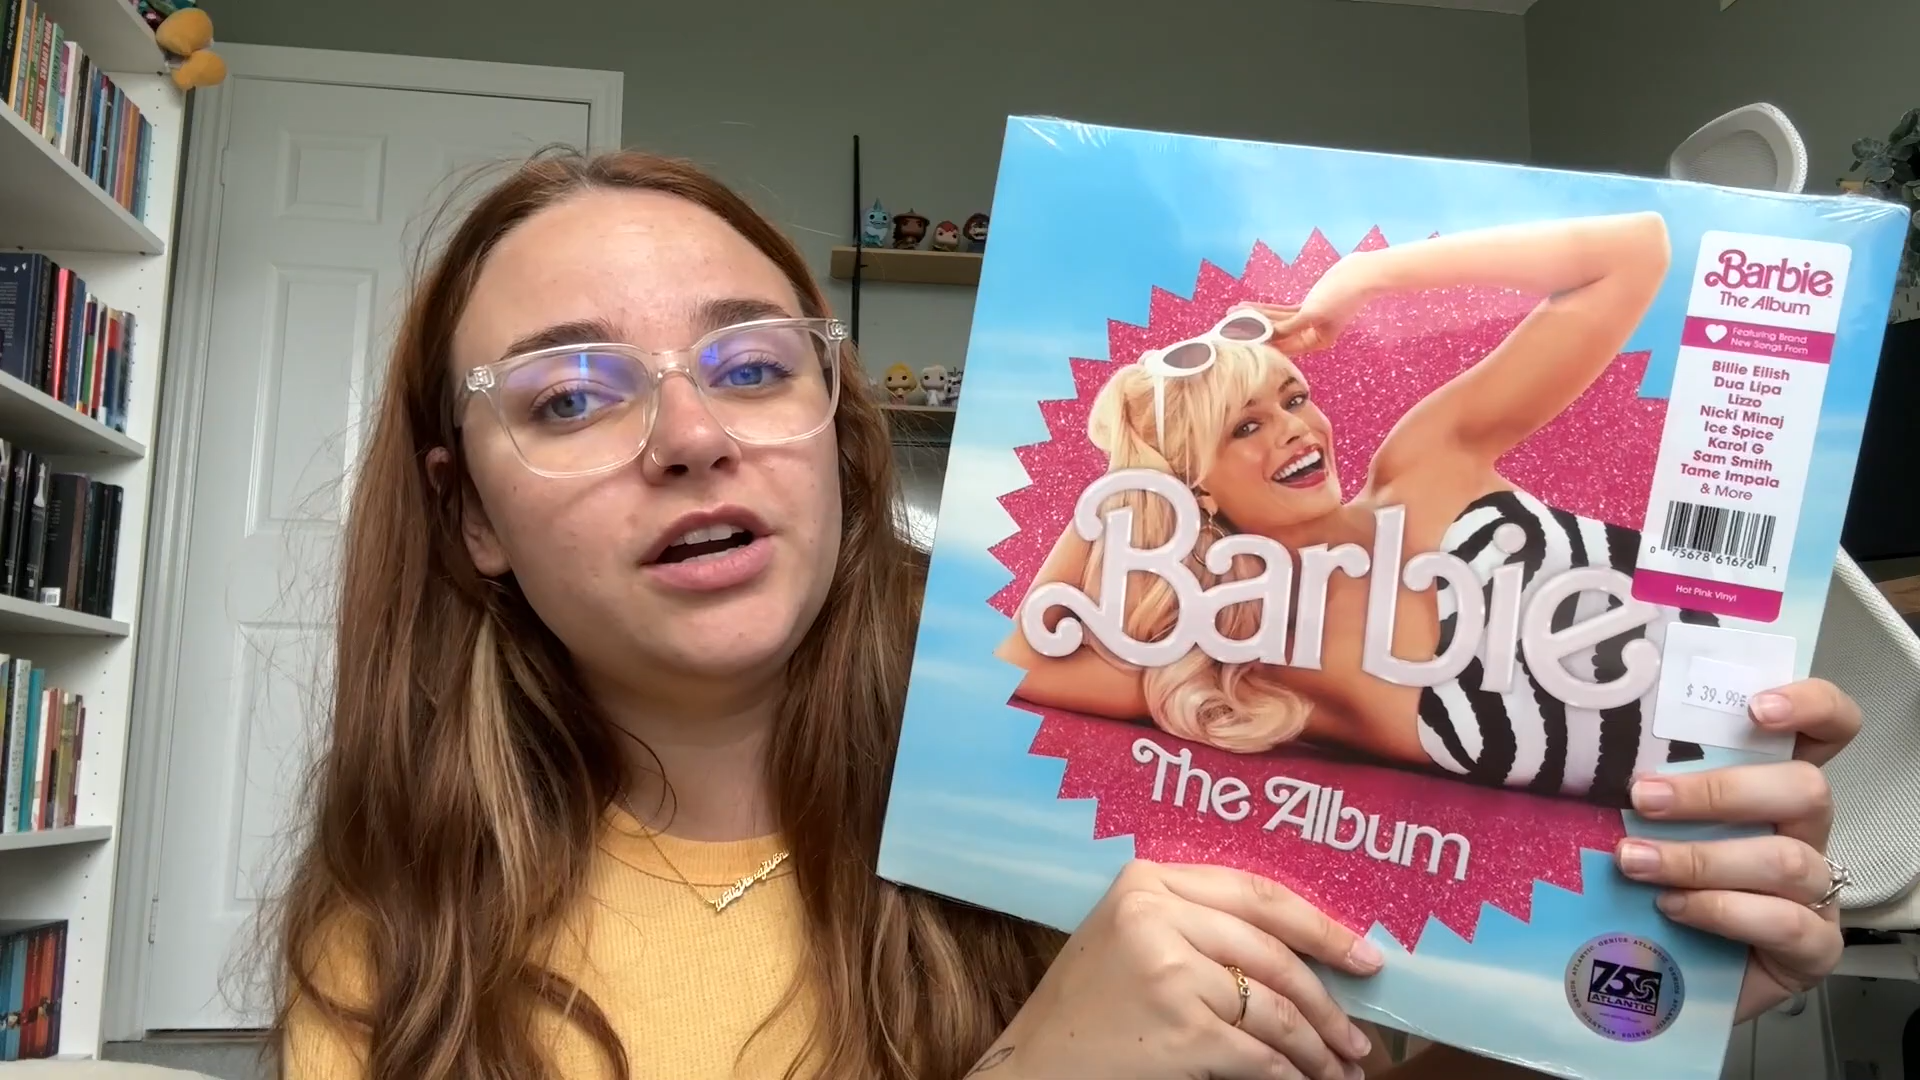 Barbie
The Album
Barbie
The Album
Featuring Brand
New Songs From
Billie Eilish
Dua Lipa
Lizzo
Nicki Minaj
Ice Spice
Karol G
Sam Smith
Tame Impala
& More
0 75678 61676 1
Hot Pink Vinyl
$ 39.99
75
ATLANTIC